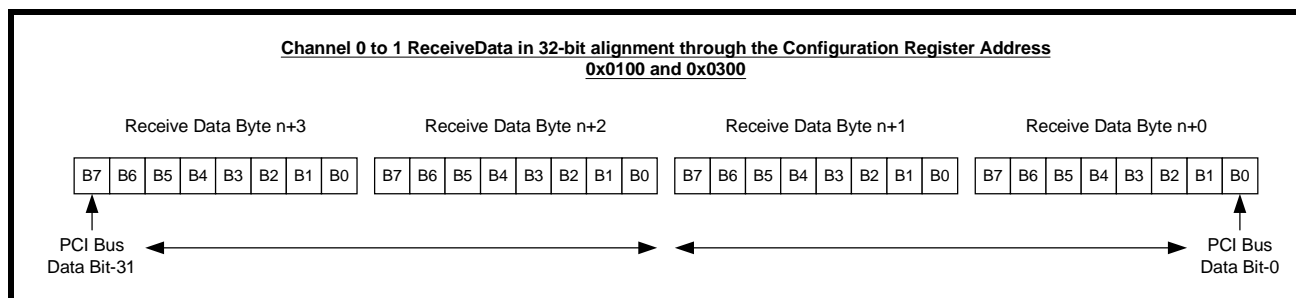 Channel 0 to 1 ReceiveData in 32-bit alignment through the Configuration Register Address
0x0100 and 0x0300
Receive Data Byte n+3 Receive Data Byte n+2 Receive Data Byte n+1 Receive Data Byte n+0
B7 B6 B5 B4 B3 B2 B1 B0 B7 B6 B5 B4 B3 B2 B1 B0 B7 B6 B5 B4 B3 B2 B1 B0 B7 B6 B5 B4 B3 B2 B1 B0
PCI Bus PCI Bus
Data Bit-31 Data Bit-0